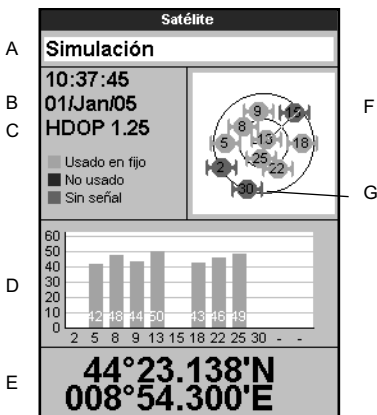 Satélite
A
Simulación
10:37:45
B
01/Jan/05
C
HDOP 1.25
Usado en fijo
No usado
Sin señal
9
15
8
F
5
13
18
25
2
22
30
G
60
50
40
30
20
10
0
D
42 48 44 50 43 46 49
2 5 8 9 13 15 18 22 25 30 - -
E
44°23.138'N
008°54.300'E